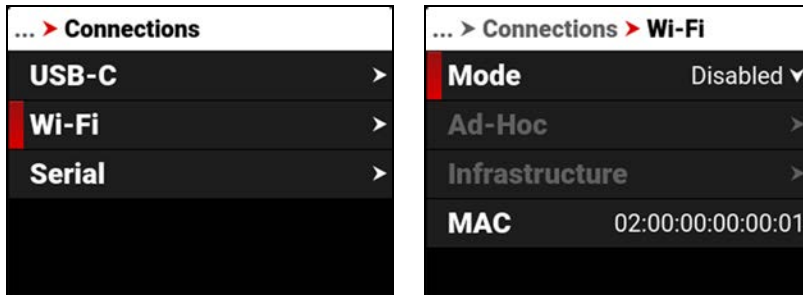 ... > Connections
USB-C >
Wi-Fi >
Serial >
... > Connections > Wi-Fi
Mode Disabled
Ad-Hoc >
Infrastructure >
MAC 02:00:00:00:00:01